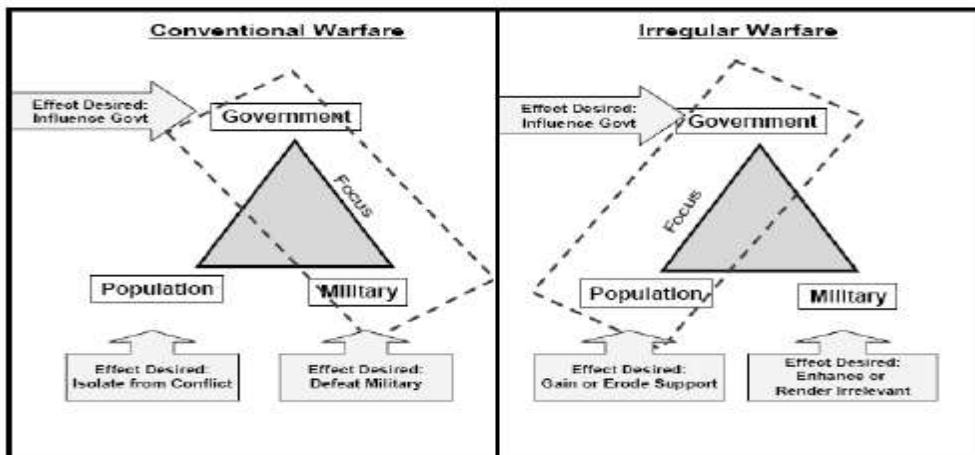 Conventional Warfare
Effect Desired:
Influence Govt
Government
Focus
Population
Military
Effect Desired:
Isolate from Conflict
Effect Desired:
Defeat Military
Irregular Warfare
Effect Desired:
Influence Govt
Government
Focus
Population
Military
Effect Desired:
Gain or Erode Support
Effect Desired:
Enhance or
Render Irrelevant